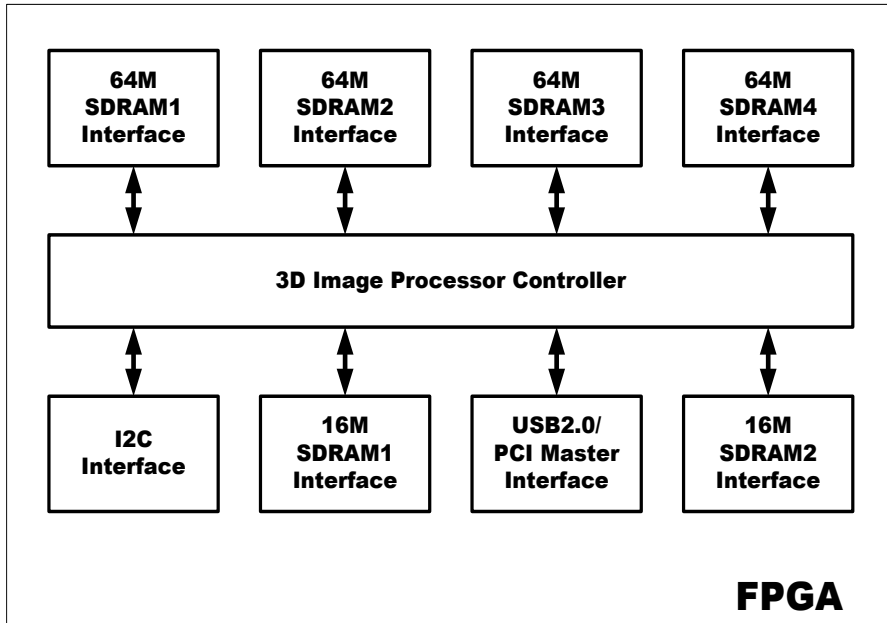 64M
SDRAM1
Interface
64M
SDRAM2
Interface
64M
SDRAM3
Interface
64M
SDRAM4
Interface
3D Image Processor Controller
I2C
Interface
16M
SDRAM1
Interface
USB2.0/
PCI Master
Interface
16M
SDRAM2
Interface
FPGA